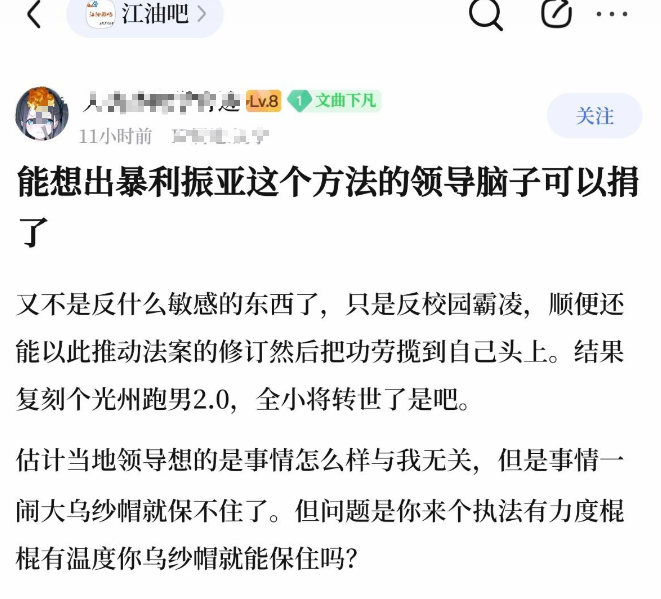 江油吧
Lv.8 1 文曲下凡
关注
11小时前
能想出暴利振亚这个方法的领导脑子可以捐
了
又不是反什么敏感的东西了，只是反校园霸凌，顺便还
能以此推动法案的修订然后把功劳揽到自己头上。结果
复刻个光州跑男2.0，全小将转世了是吧。
估计当地领导想的是事情怎么样与我无关，但是事情一
闹大乌纱帽就保不住了。但问题是你来个执法有力度棍
棍有温度你乌纱帽就能保住吗？